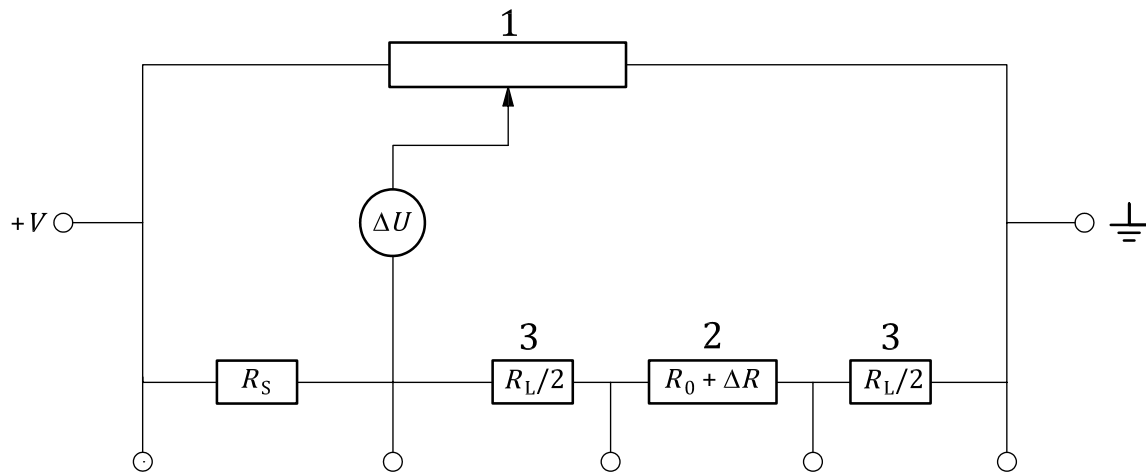 1
+V
ΔU
3
2
3
R_S
R_L/2
R_0 + ΔR
R_L/2